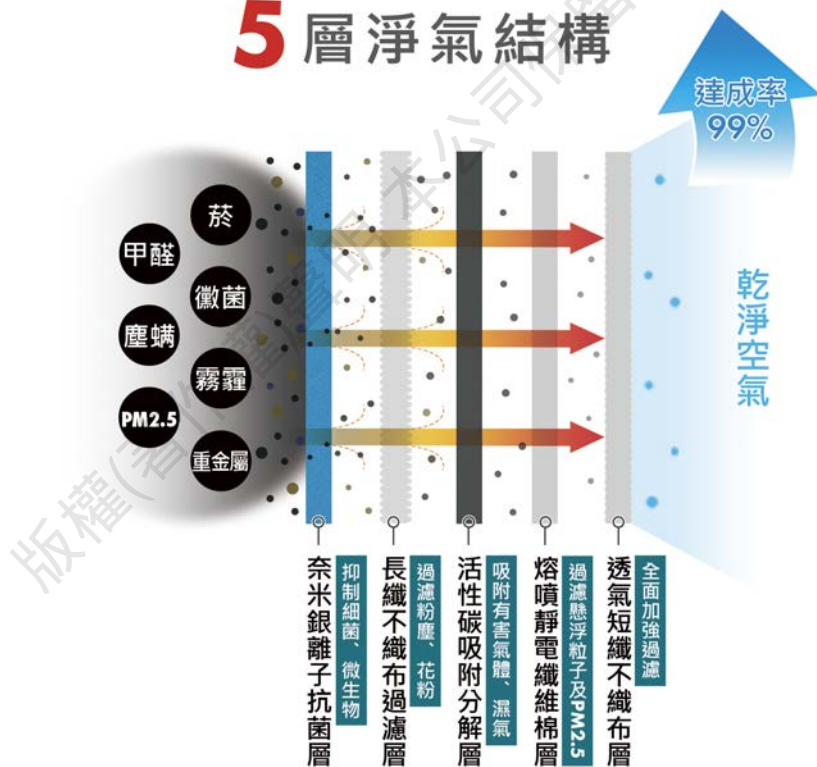 5層淨氣結構
達成率
99%
菸
甲醛
黴菌
塵螨
霧霾
PM2.5
重金屬
乾淨空氣
奈米銀離子抗菌層
抑制細菌、微生物
長纖不織布過濾層
過濾粉塵、花粉
活性碳吸附分解層
吸附有害氣體、濕氣
熔噴靜電纖維棉層
過濾懸浮粒子及PM2.5
透氣短纖不織布層
全面加強過濾